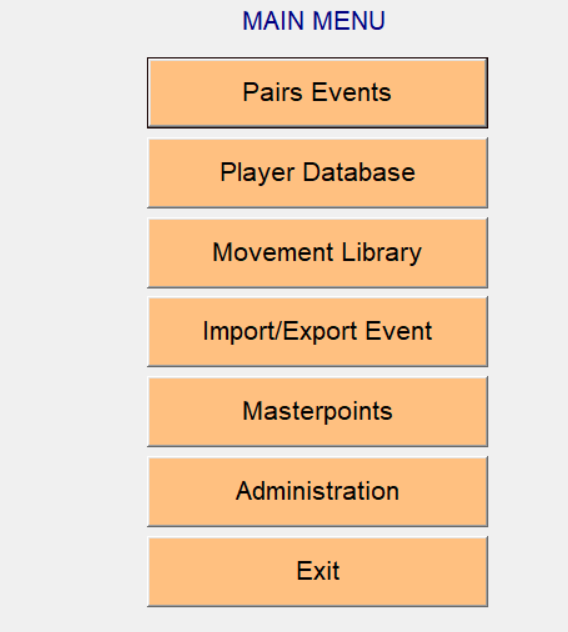 MAIN MENU
Pairs Events
Player Database
Movement Library
Import/Export Event
Masterpoints
Administration
Exit